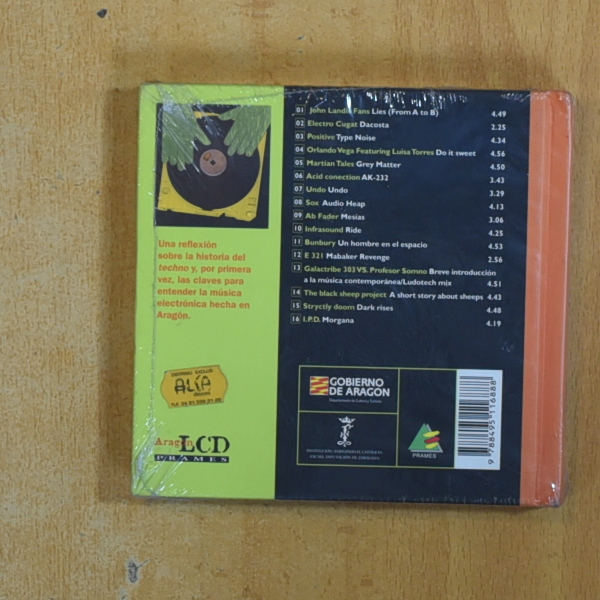 01 John Landis Fans Lies (From A to B) 4.49
02 Electro Cugat Dacosta 2.25
03 Positive Type Noise 4.34
04 Orlando Vega Featuring Luisa Torres Do it sweet 4.56
05 Martian Tales Grey Matter 4.50
06 Acid conection AK-232 3.43
07 Undo Undo 3.29
08 Sox Audio Heap 4.13
09 Ab Fader Mesias 3.06
10 Infrasound Ride 4.25
11 Bunbury Un hombre en el espacio 4.53
12 E 321 Mabaker Revenge 2.56
13 Galactribe 303 VS. Profesor Somno Breve introducción
a la música contemporánea/Ludotech mix 4.51
14 The black sheep project A short story about sheeps 4.43
15 Stryctly doom Dark rises 4.48
16 I.P.D. Morgana 4.19
Una reflexión
sobre la historia del
techno y, por primera
vez, las claves para
entender la música
electrónica hecha en
Aragón.
ALTA
Aragón LCD
PRAMES
GOBIERNO
DE ARAGON
PRAMES
9 788495 116888